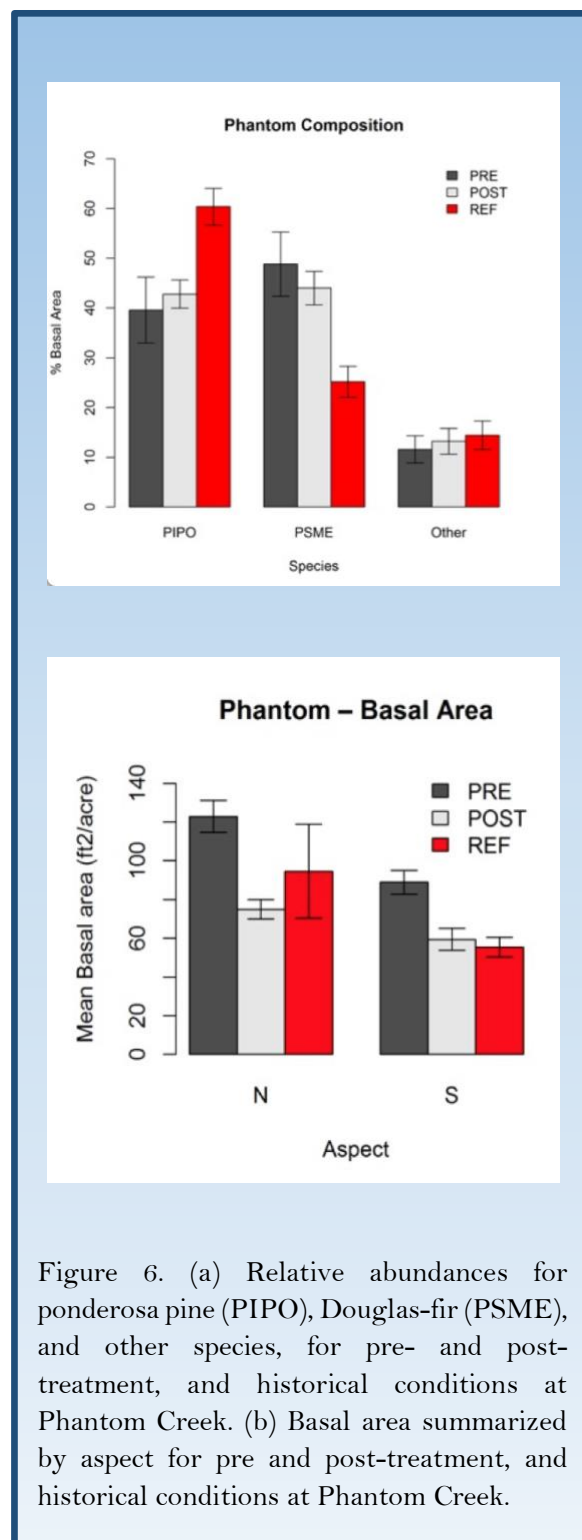 Phantom Composition
PRE
POST
REF
% Basal Area
70
60
50
40
30
20
10
0
PIPO PSME Other
Species
Phantom – Basal Area
PRE
POST
REF
Mean Basal area (ft2/acre)
140
100
60
20
0
N S
Aspect
Figure 6. (a) Relative abundances for
ponderosa pine (PIPO), Douglas-fir (PSME),
and other species, for pre- and post-
treatment, and historical conditions at
Phantom Creek. (b) Basal area summarized
by aspect for pre and post-treatment, and
historical conditions at Phantom Creek.